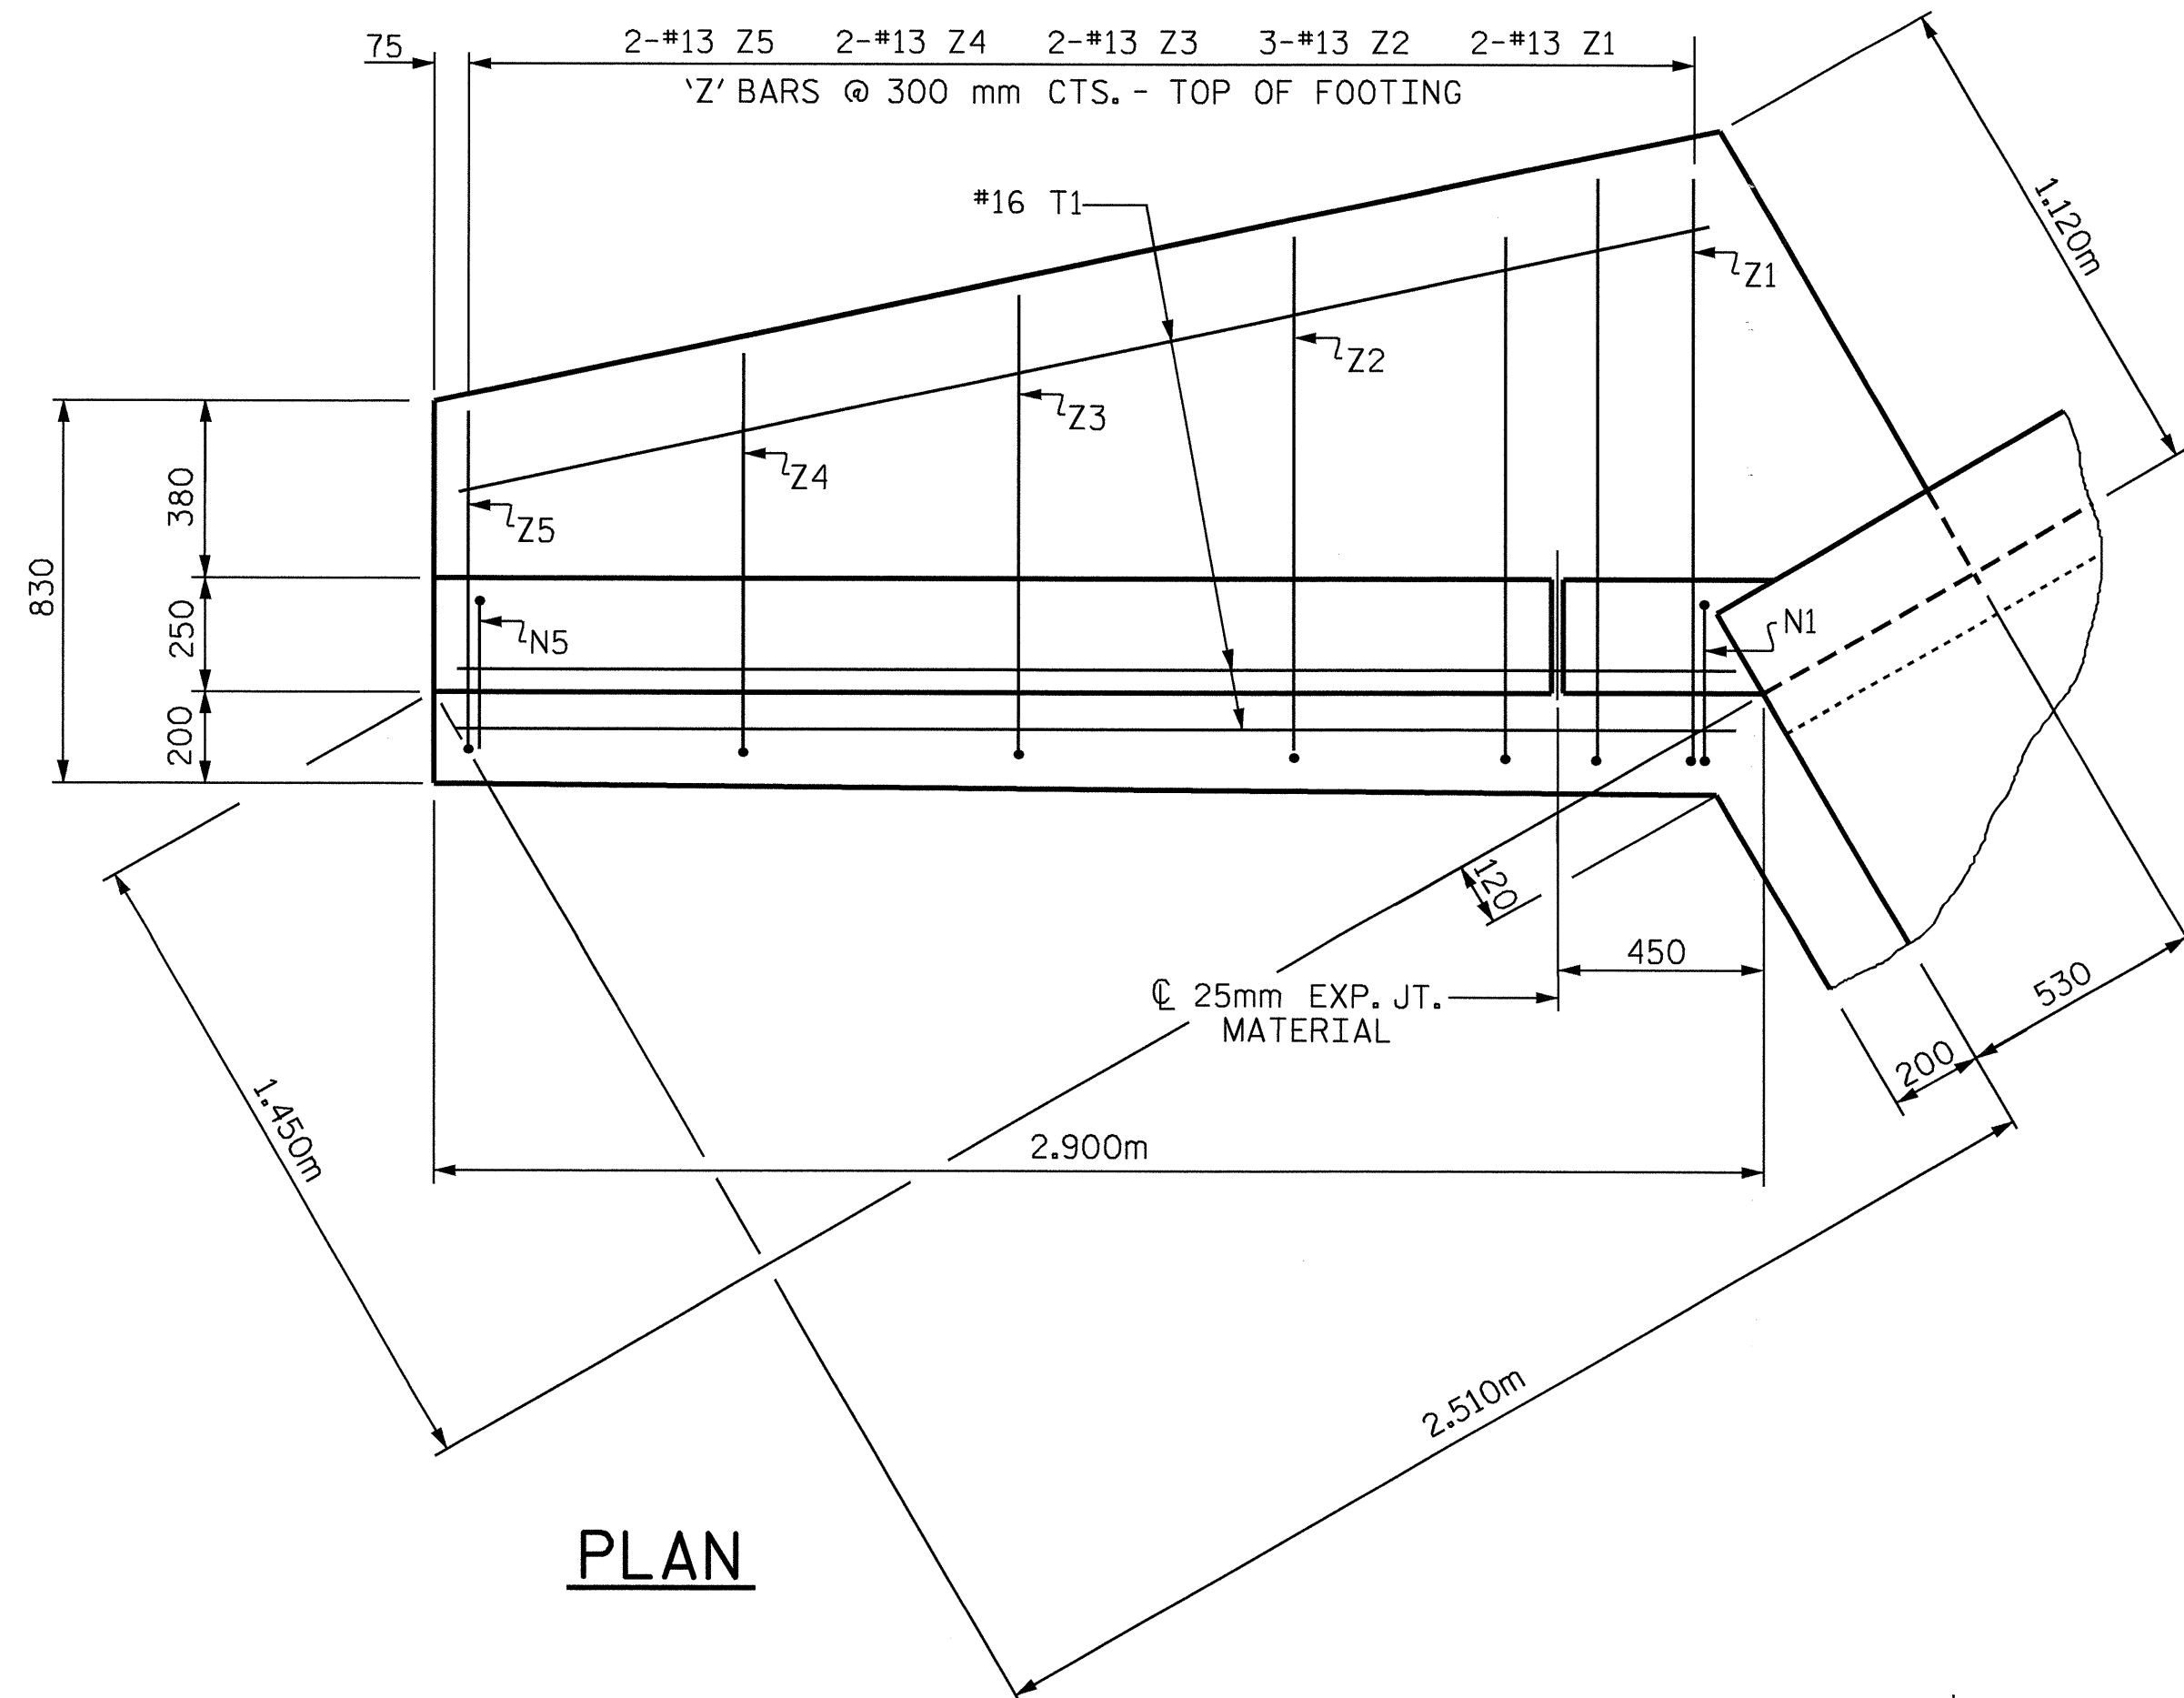 75
2-#13 Z5 2-#13 Z4 2-#13 Z3 3-#13 Z2 2-#13 Z1
'Z' BARS @ 300 mm CTS. - TOP OF FOOTING
#16 T1
1.120m
Z1
Z2
Z3
Z4
Z5
380
830
250
N5
N1
200
120
450
℄ 25mm EXP. JT.
MATERIAL
530
200
1.450m
2.900m
2.510m
PLAN